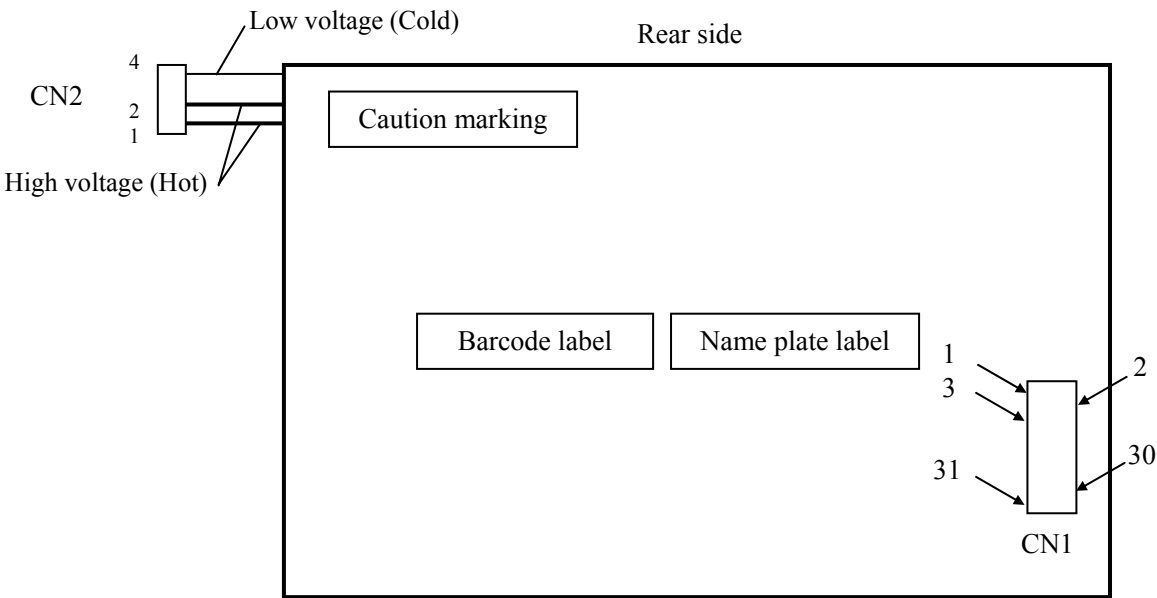 Low voltage (Cold)
Rear side
4
CN2
2
1
Caution marking
High voltage (Hot)
Barcode label
Name plate label
1
2
3
31
30
CN1